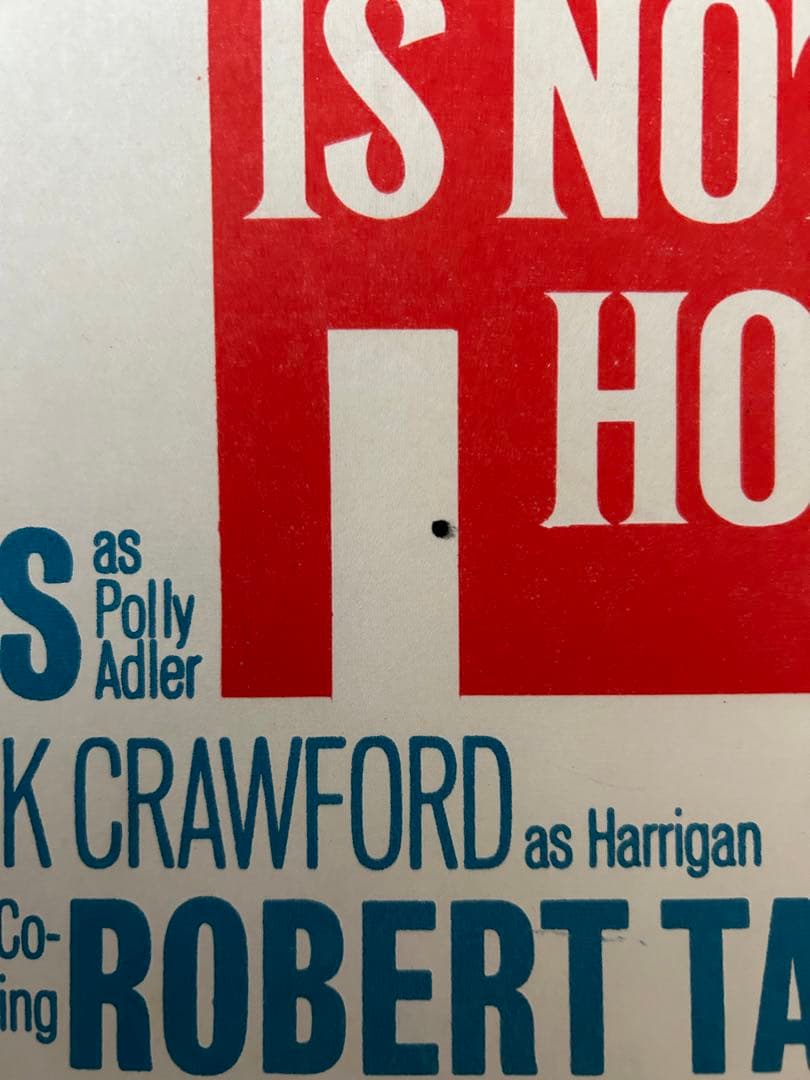 IS NO
HO
S as
Polly
Adler
K CRAWFORD as Harrigan
Co-
ing ROBERT TA